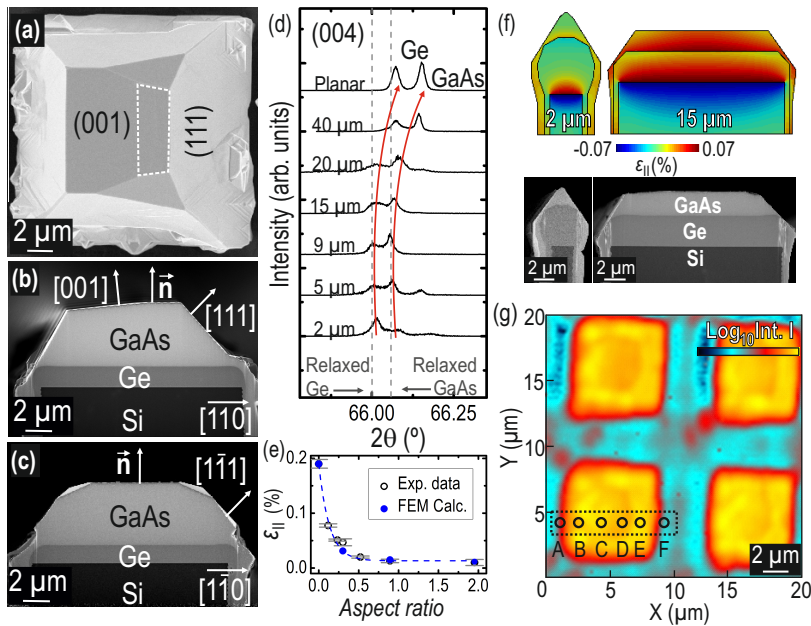 (a)
(001)
(111)
2 μm
(b)
[001]
n
[111]
GaAs
Ge
2 μm
Si
[110]
(c)
n
[11̅1]
GaAs
Ge
2 μm
Si
[11̅0]
(d)
(004)
Ge
GaAs
Planar
40 μm
20 μm
15 μm
9 μm
5 μm
2 μm
Relaxed
Ge
Relaxed
GaAs
Intensity (arb. units)
66.00
66.25
2θ (º)
(e)
Exp. data
FEM Calc.
ε|| (%)
0.2
0.1
0.0
0.0
0.5
1.0
1.5
2.0
Aspect ratio
(f)
2 μm
15 μm
-0.07
0.07
ε||(%)
GaAs
Ge
Si
2 μm
2 μm
(g)
Log10Int. I
20
15
10
5
0
Y (μm)
A B C D E F
2 μm
0
5
10
15
20
X (μm)